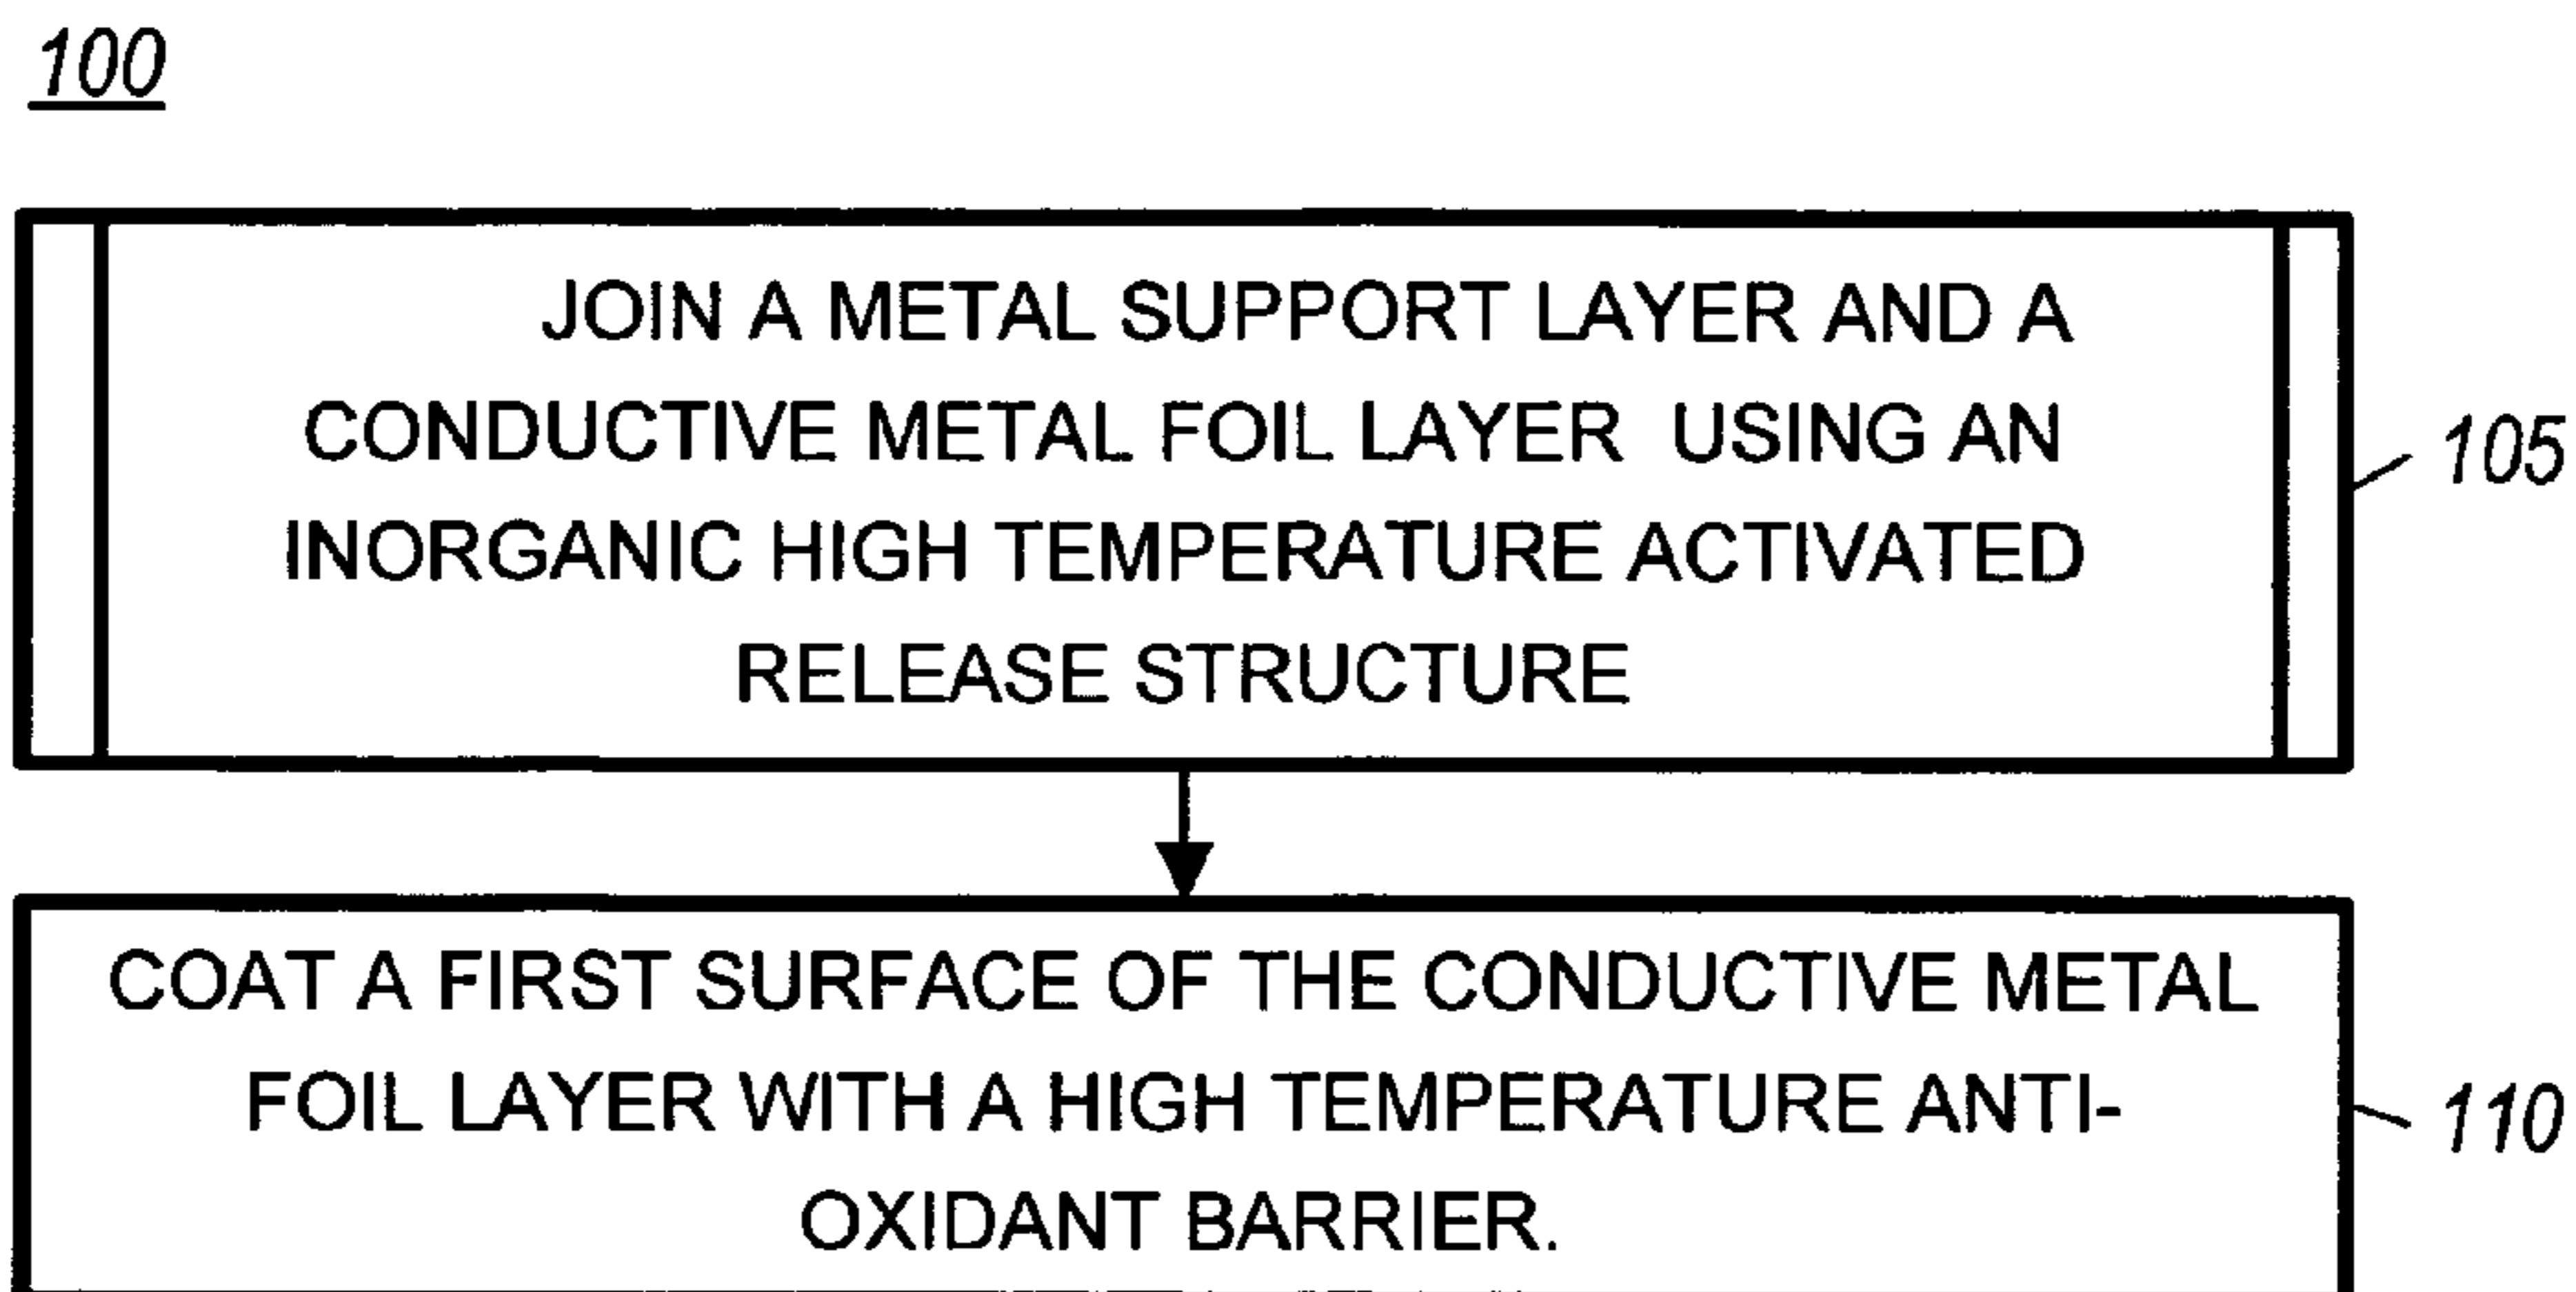 100
JOIN A METAL SUPPORT LAYER AND A
CONDUCTIVE METAL FOIL LAYER USING AN
INORGANIC HIGH TEMPERATURE ACTIVATED
RELEASE STRUCTURE
105
COAT A FIRST SURFACE OF THE CONDUCTIVE METAL
FOIL LAYER WITH A HIGH TEMPERATURE ANTI-
OXIDANT BARRIER.
110